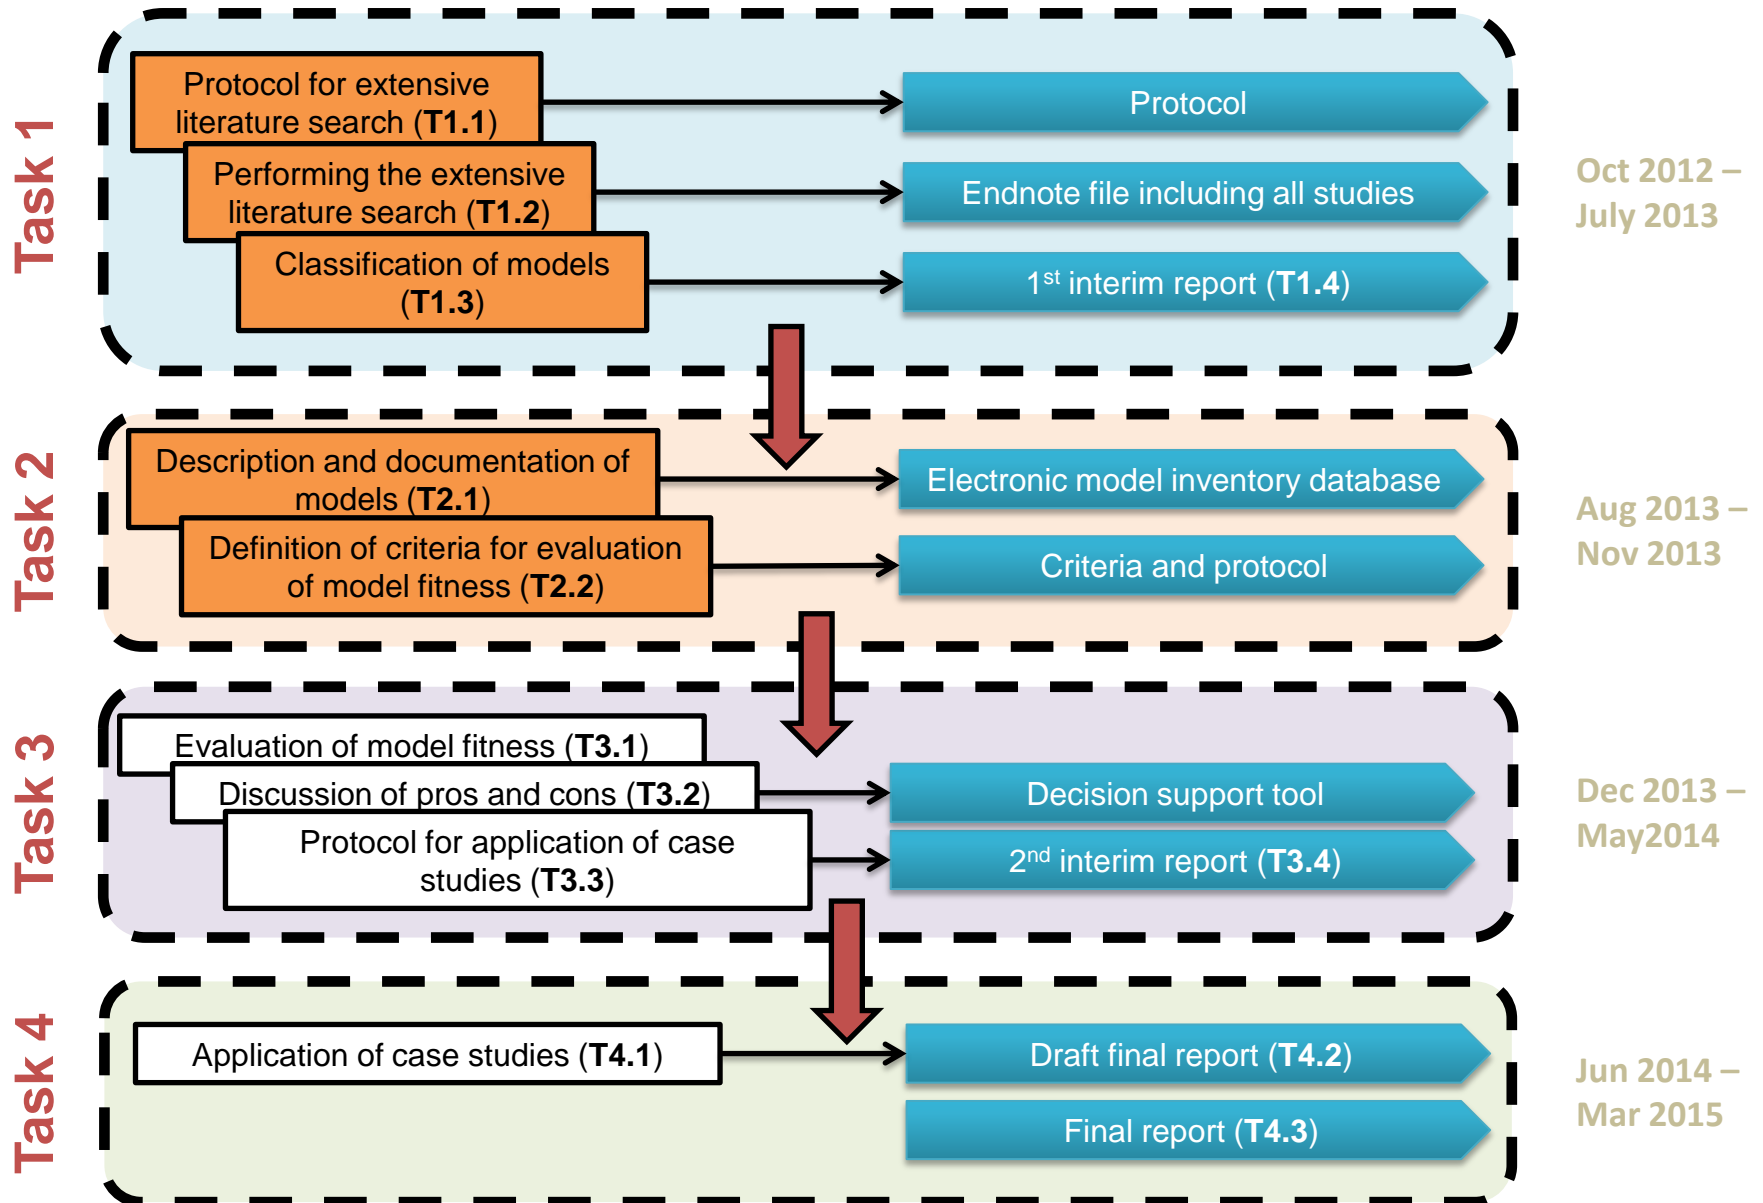 Task 1
Protocol for extensive
literature search (T1.1)
Protocol
Performing the extensive
literature search (T1.2)
Endnote file including all studies
Classification of models
(T1.3)
1st interim report (T1.4)
Oct 2012 –
July 2013
Task 2
Description and documentation of
models (T2.1)
Electronic model inventory database
Definition of criteria for evaluation
of model fitness (T2.2)
Criteria and protocol
Aug 2013 –
Nov 2013
Task 3
Evaluation of model fitness (T3.1)
Discussion of pros and cons (T3.2)
Decision support tool
Protocol for application of case
studies (T3.3)
2nd interim report (T3.4)
Dec 2013 –
May2014
Task 4
Application of case studies (T4.1)
Draft final report (T4.2)
Final report (T4.3)
Jun 2014 –
Mar 2015